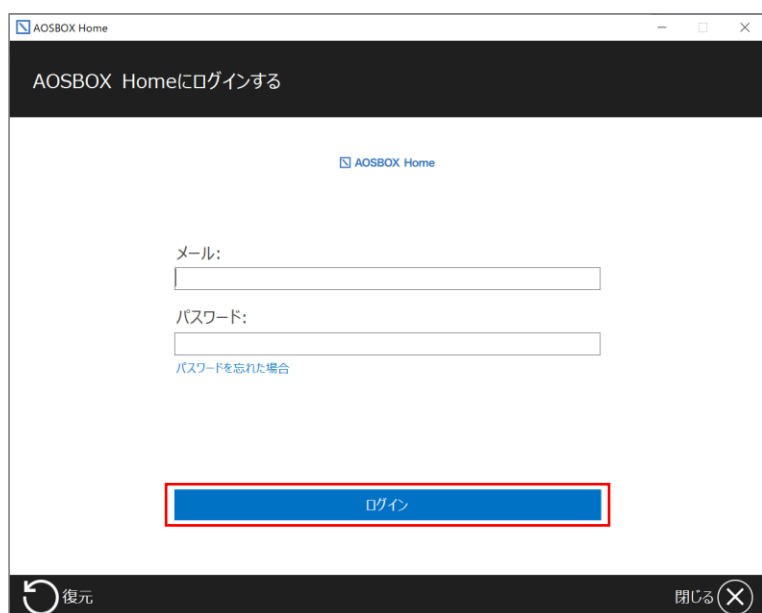 AOSBOX Home
AOSBOX Homeにログインする
AOSBOX Home
メール:
パスワード:
パスワードを忘れた場合
ログイン
復元
閉じる